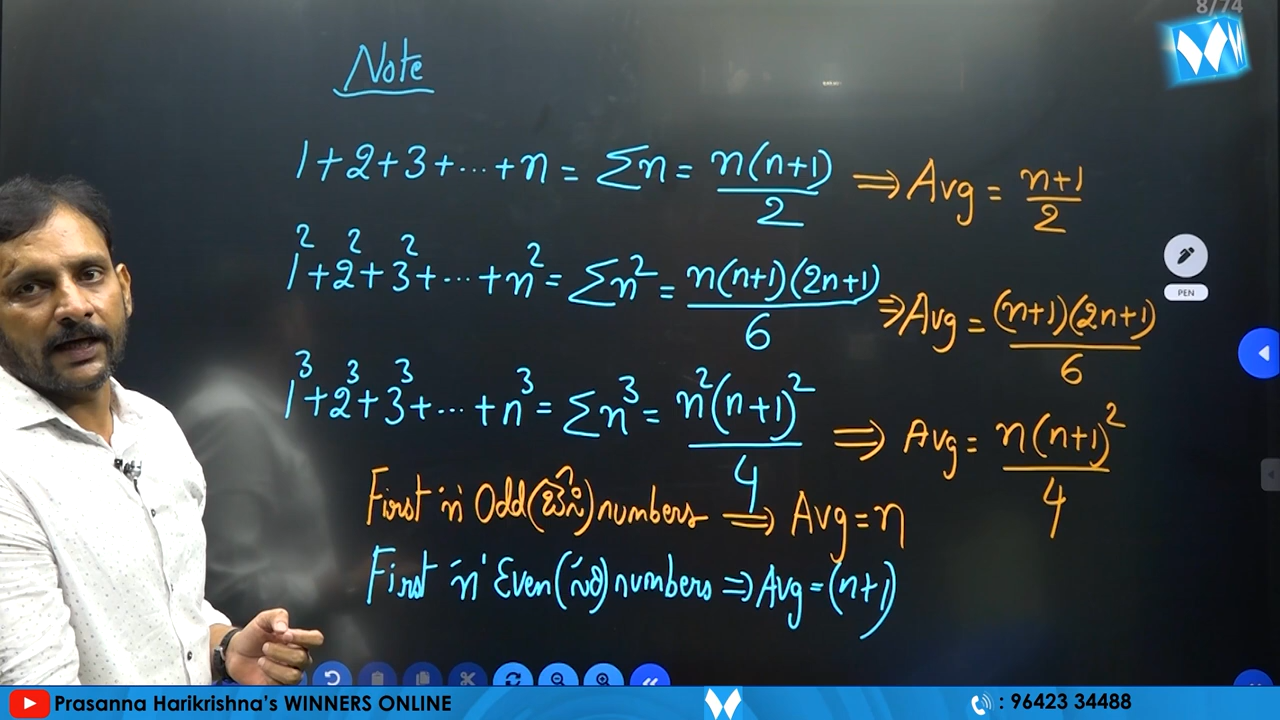 8/74
Note
1+2+3+...+n = Σn = n(n+1)/2 ⇒ Avg = n+1/2
1²+2²+3²+...+n² = Σn² = n(n+1)(2n+1)/6 ⇒ Avg = (n+1)(2n+1)/6
PEN
1³+2³+3³+...+n³ = Σn³ = n²(n+1)²/4 ⇒ Avg = n(n+1)²/4
First 'n' Odd(బేసి) numbers ⇒ Avg = n
First 'n' Even(సరి) numbers ⇒ Avg = (n+1)
Prasanna Harikrishna's WINNERS ONLINE
: 96423 34488